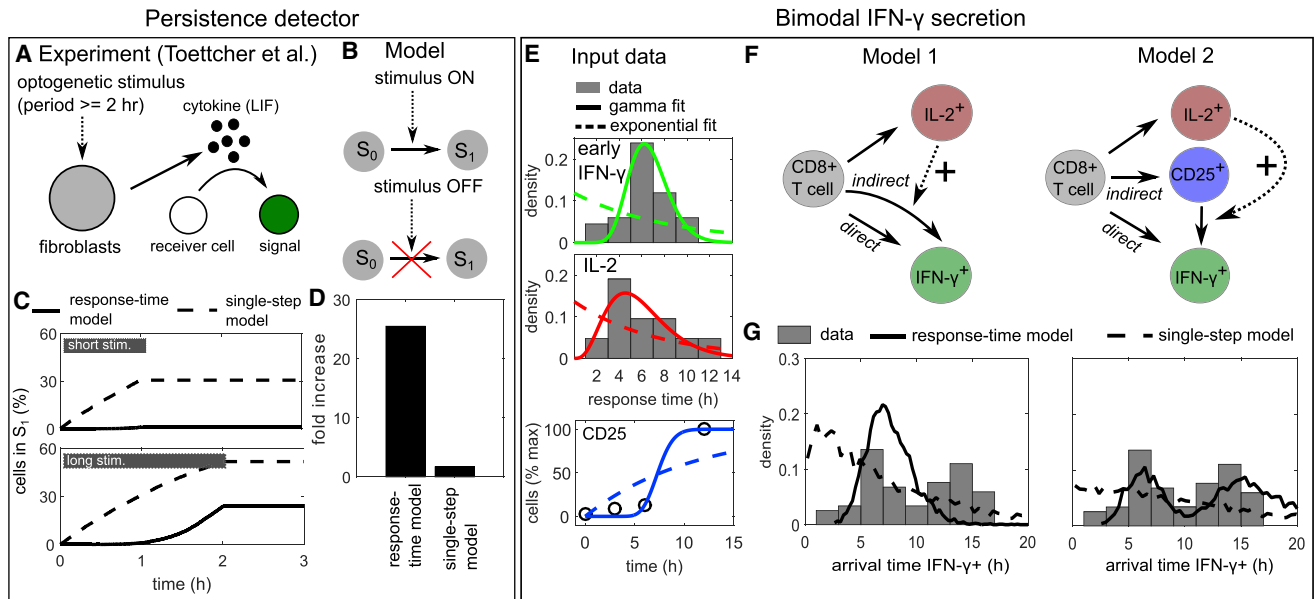 Persistence detector
Bimodal IFN-γ secretion
A Experiment (Toettcher et al.)
optogenetic stimulus
(period >= 2 hr)
cytokine (LIF)
fibroblasts
receiver cell
signal
B Model
stimulus ON
S0
S1
stimulus OFF
S0
S1
C
response-time
model
single-step
model
short stim.
60
30
0
long stim.
60
30
0
cells in S1 (%)
0
1
2
3
time (h)
D
30
20
10
0
fold increase
response-
time model
single-step
model
E
Input data
data
gamma fit
exponential fit
early
IFN-γ
0.2
0.1
0
density
IL-2
0.2
0.1
0
density
2 4 6 8 10 12 14
response time (h)
CD25
100
50
0
cells (% max)
0 5 10 15
time (h)
F
Model 1
IL-2+
CD8+
T cell
+
indirect
direct
IFN-γ+
Model 2
IL-2+
CD8+
T cell
CD25+
+
indirect
direct
IFN-γ+
G
data
response-time model
single-step model
0.3
0.2
0.1
0
density
0 5 10 15 20
arrival time IFN-γ+ (h)
0 5 10 15 20
arrival time IFN-γ+ (h)